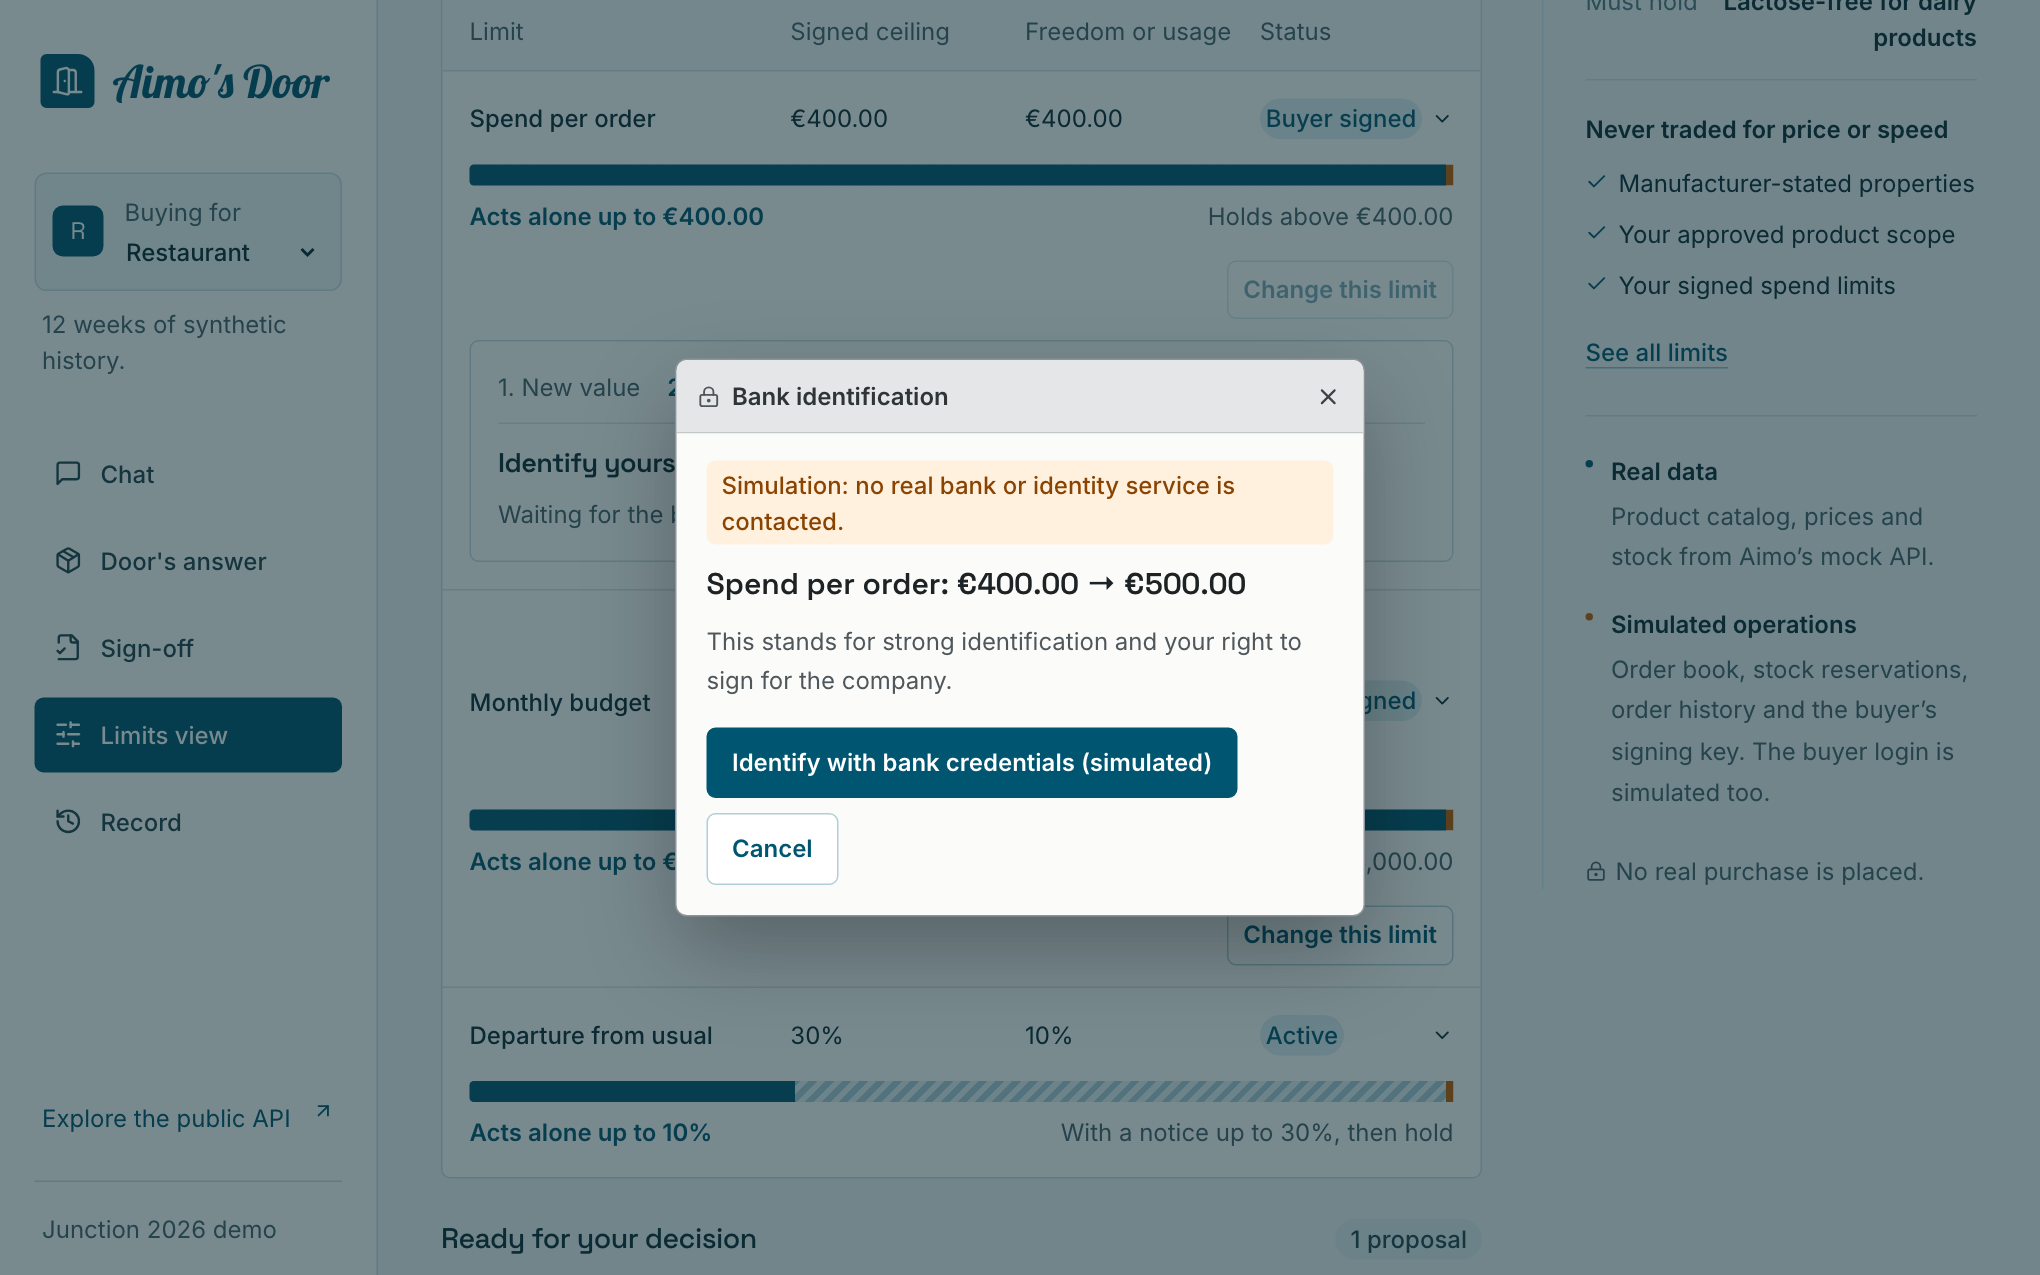 Aimo's Door
R
Buying for
Restaurant
12 weeks of synthetic
history.
Chat
Door's answer
Sign-off
Limits view
Record
Explore the public API
Junction 2026 demo
Limit Signed ceiling Freedom or usage Status
Spend per order €400.00 €400.00 Buyer signed
Acts alone up to €400.00 Holds above €400.00
Change this limit
1. New value
Identify
Waiting for the
Bank identification
Simulation: no real bank or identity service is
contacted.
Spend per order: €400.00 → €500.00
This stands for strong identification and your right to
sign for the company.
Identify with bank credentials (simulated)
Cancel
Monthly budget
Acts alone up to
Change this limit
Departure from usual 30% 10% Active
Acts alone up to 10% With a notice up to 30%, then hold
Ready for your decision 1 proposal
Must hold Lactose-free for dairy
products
Never traded for price or speed
Manufacturer-stated properties
Your approved product scope
Your signed spend limits
See all limits
Real data
Product catalog, prices and
stock from Aimo's mock API.
Simulated operations
Order book, stock reservations,
order history and the buyer's
signing key. The buyer login is
simulated too.
No real purchase is placed.